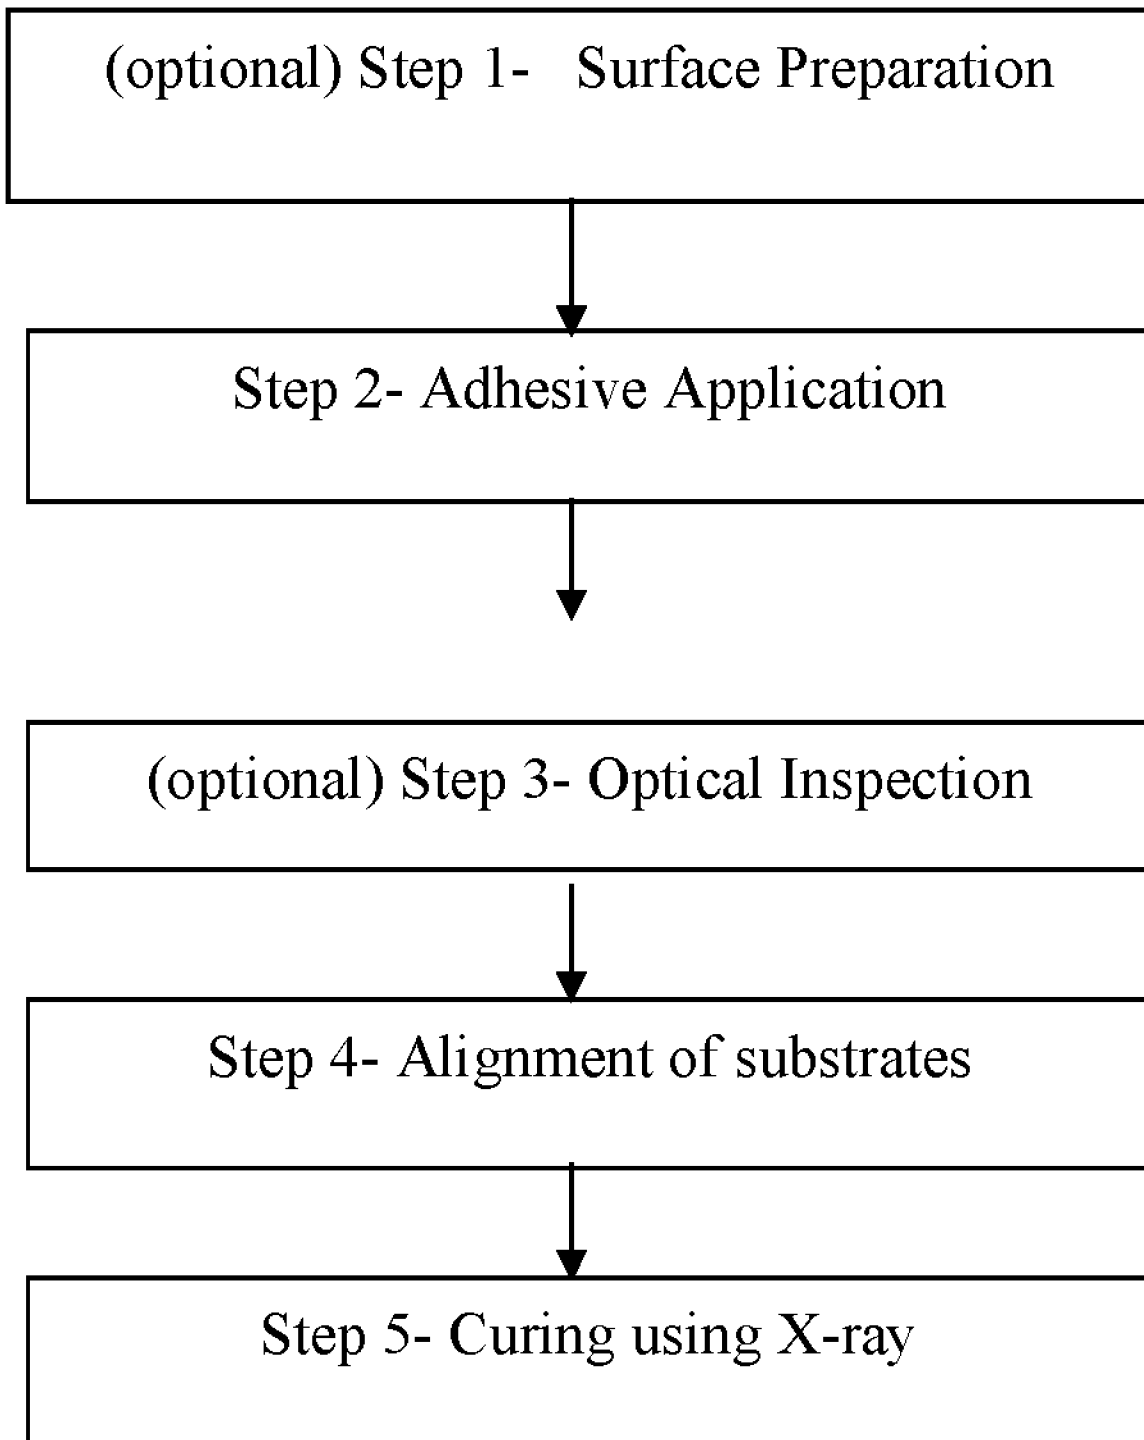 (optional) Step 1- Surface Preparation
Step 2- Adhesive Application
(optional) Step 3- Optical Inspection
Step 4- Alignment of substrates
Step 5- Curing using X-ray